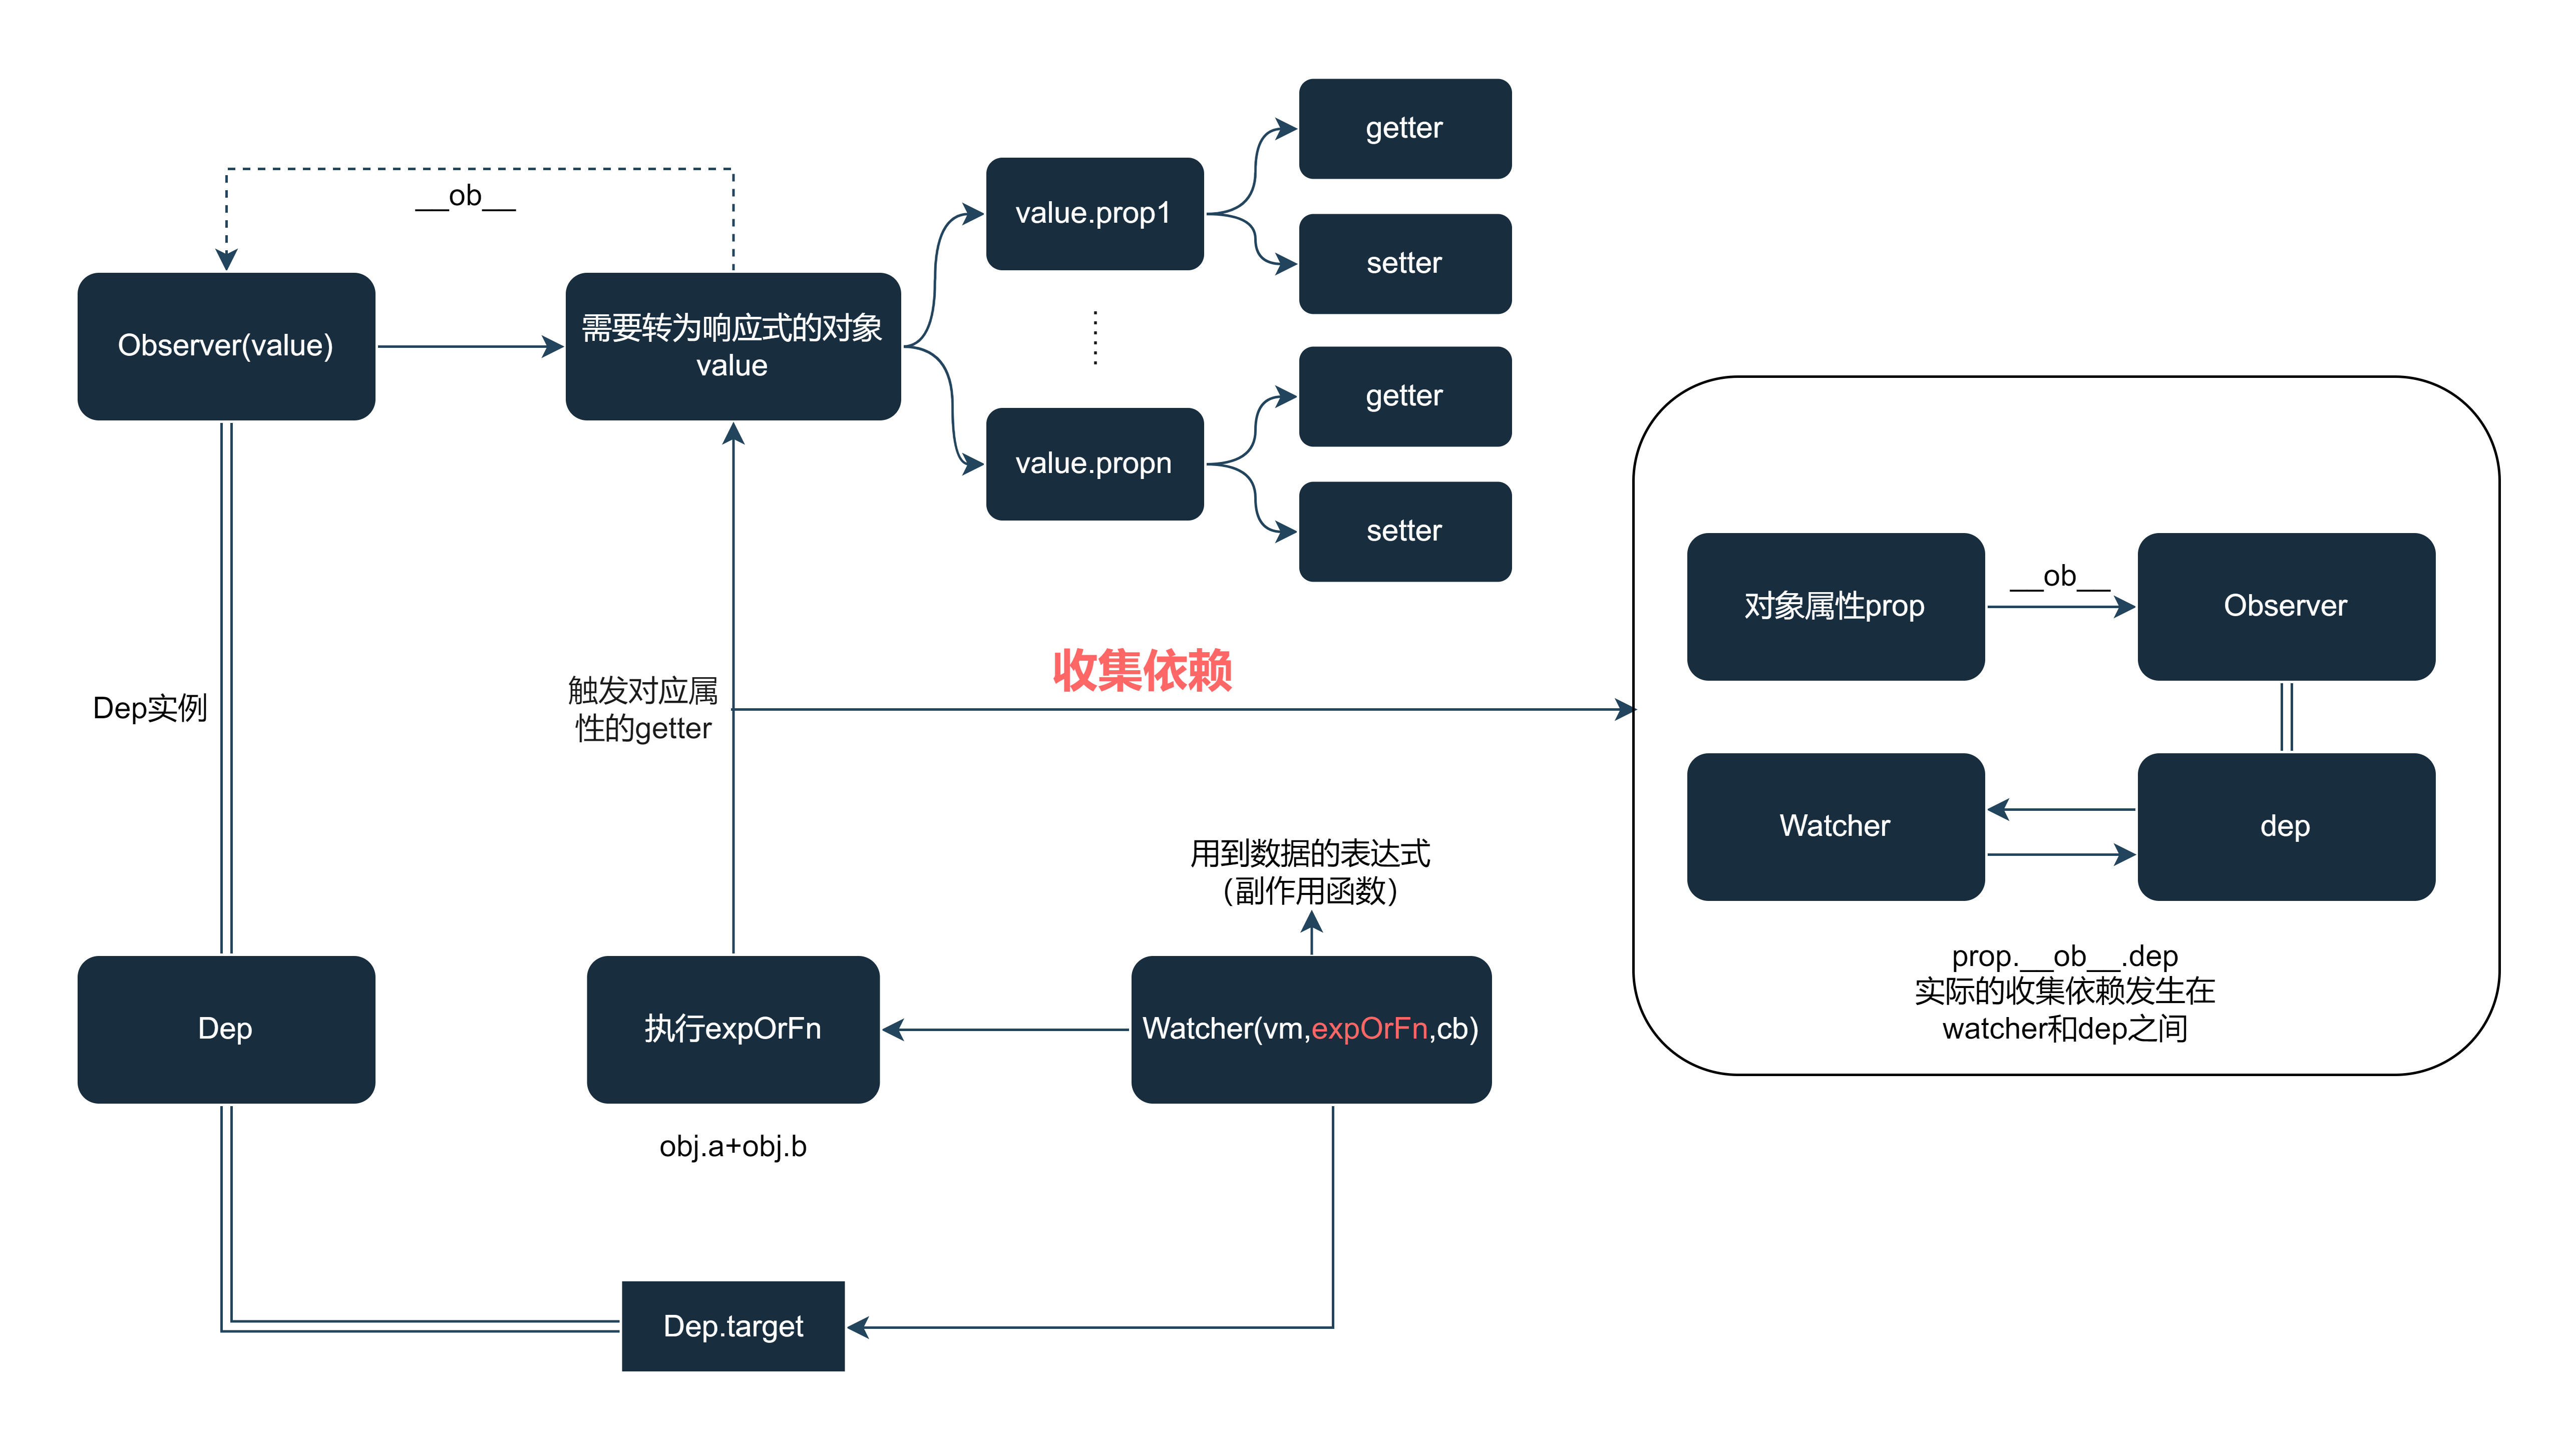 getter
value.prop1
__ob__
setter
Observer(value)
需要转为响应式的对象
value
getter
value.propn
setter
对象属性prop
__ob__
Observer
收集依赖
Dep实例
触发对应属
性的getter
Watcher
dep
用到数据的表达式
（副作用函数）
prop.__ob__.dep
实际的收集依赖发生在
watcher和dep之间
Dep
执行expOrFn
Watcher(vm,expOrFn,cb)
obj.a+obj.b
Dep.target